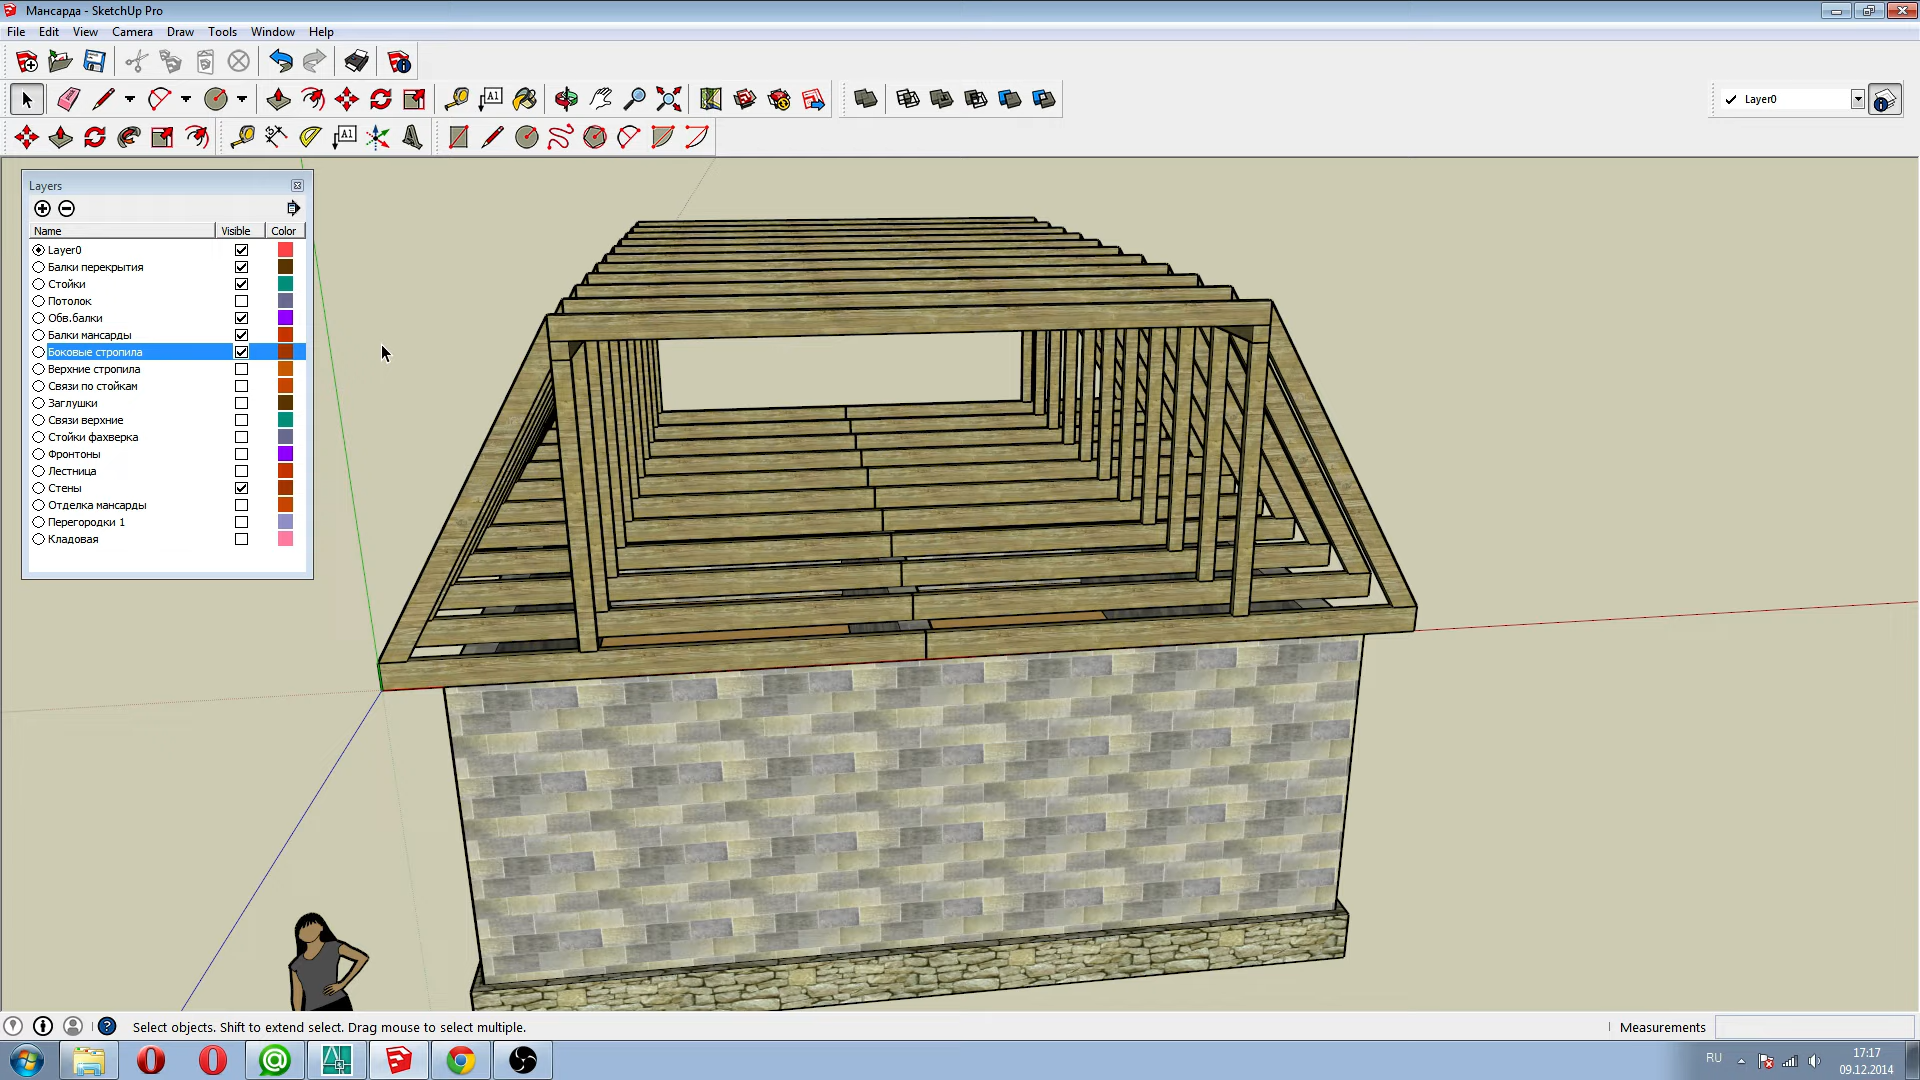 Мансарда - SketchUp Pro
File Edit View Camera Draw Tools Window Help
A1
Layer0
A1
Layers
Name Visible Color
Layer0
Балки перекрытия
Стойки
Потолок
Обв.балки
Балки мансарды
Боковые стропила
Верхние стропила
Связи по стойкам
Заглушки
Связи верхние
Стойки фахверка
Фронтоны
Лестница
Стены
Отделка мансарды
Перегородки 1
Кладовая
Select objects. Shift to extend select. Drag mouse to select multiple.
Measurements
RU
17:17
09.12.2014